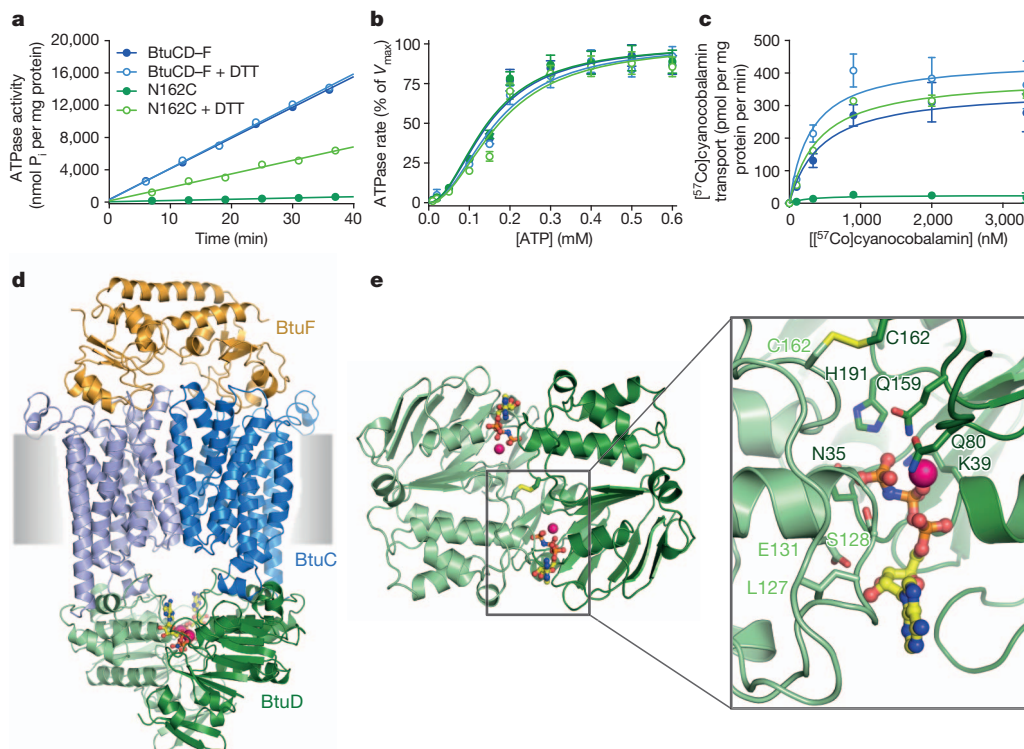 a
ATPase activity
(nmol Pi per mg protein)
20,000
16,000
12,000
8,000
4,000
0
0
10
20
30
40
Time (min)
BtuCD–F
BtuCD–F + DTT
N162C
N162C + DTT
b
ATPase rate (% of Vmax)
100
75
50
25
0
0.0
0.1
0.2
0.3
0.4
0.5
0.6
[ATP] (mM)
c
[57Co]cyanocobalamin
transport (pmol per mg
protein per min)
500
400
300
200
100
0
0
1,000
2,000
3,000
[[57Co]cyanocobalamin] (nM)
d
BtuF
BtuC
BtuD
e
C162
C162
H191
Q159
N35
Q80
K39
S128
E131
L127